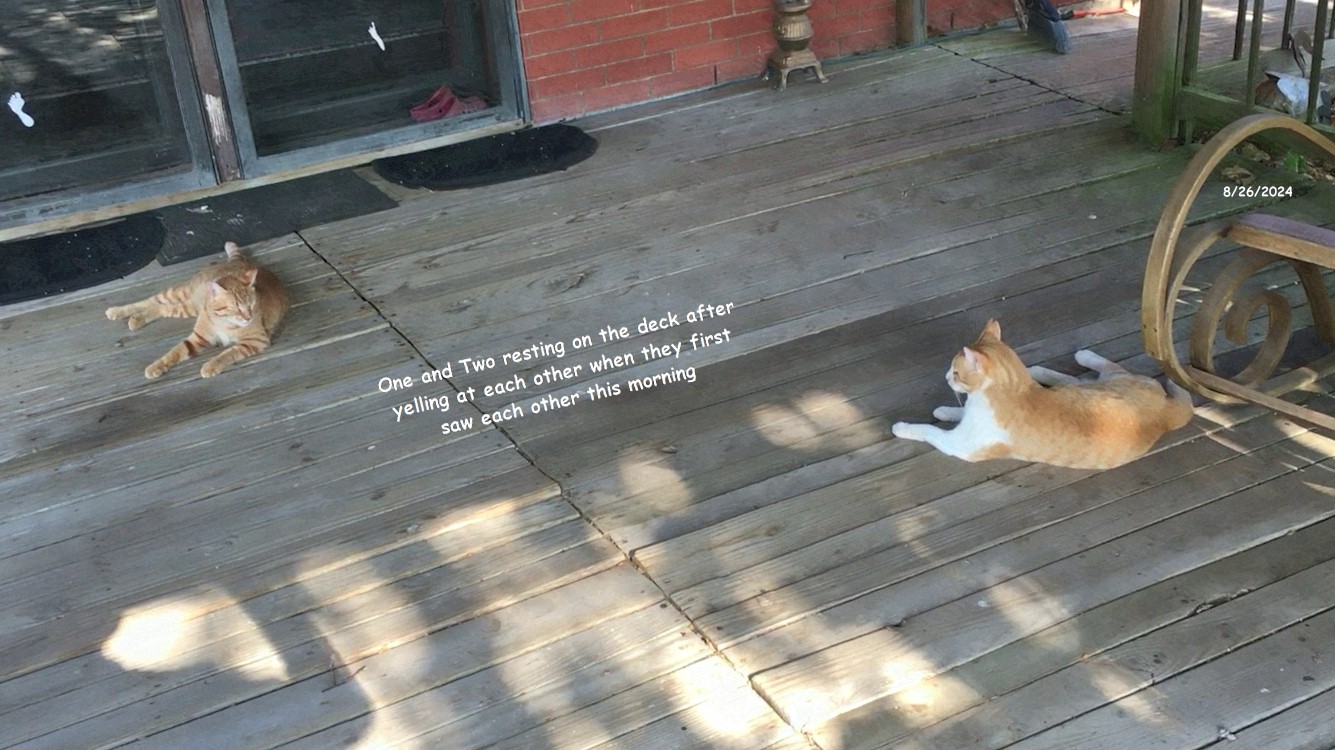 8/26/2024
One and Two resting on the deck after
yelling at each other when they first
saw each other this morning